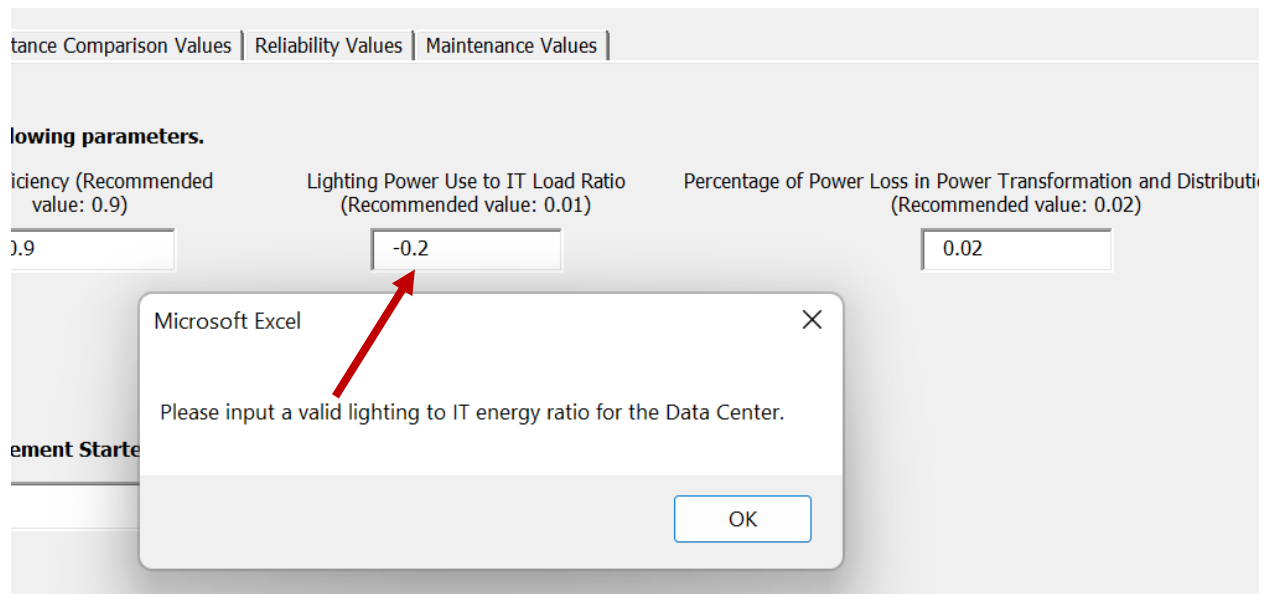 tance Comparison Values Reliability Values Maintenance Values
lowing parameters.
iciency (Recommended value: 0.9)
Lighting Power Use to IT Load Ratio
(Recommended value: 0.01)
Percentage of Power Loss in Power Transformation and Distributi
(Recommended value: 0.02)
0.9
-0.2
0.02
Microsoft Excel
Please input a valid lighting to IT energy ratio for the Data Center.
ement Starte
OK